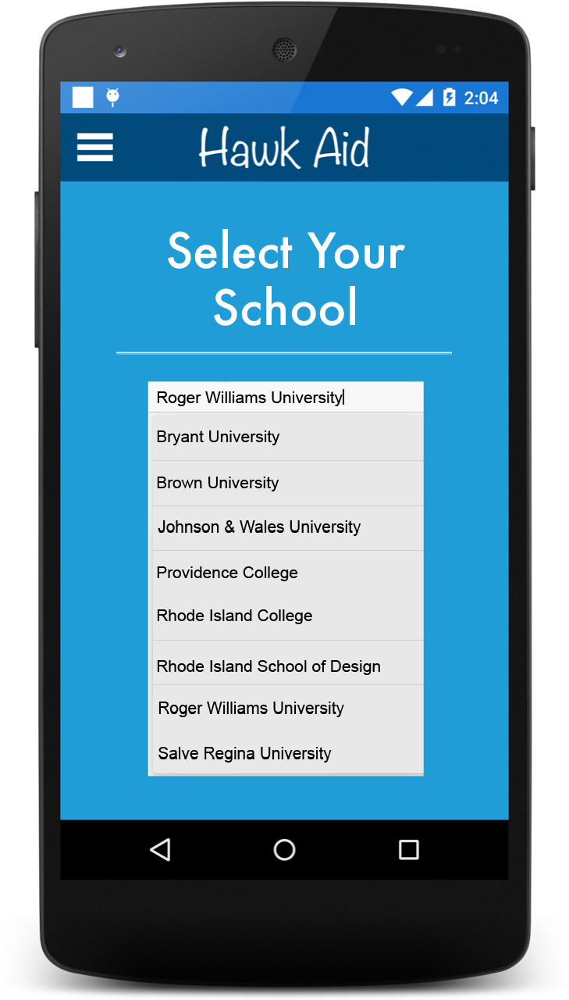 2:04
Hawk Aid
Select Your
School
Roger Williams University
Bryant University
Brown University
Johnson & Wales University
Providence College
Rhode Island College
Rhode Island School of Design
Roger Williams University
Salve Regina University